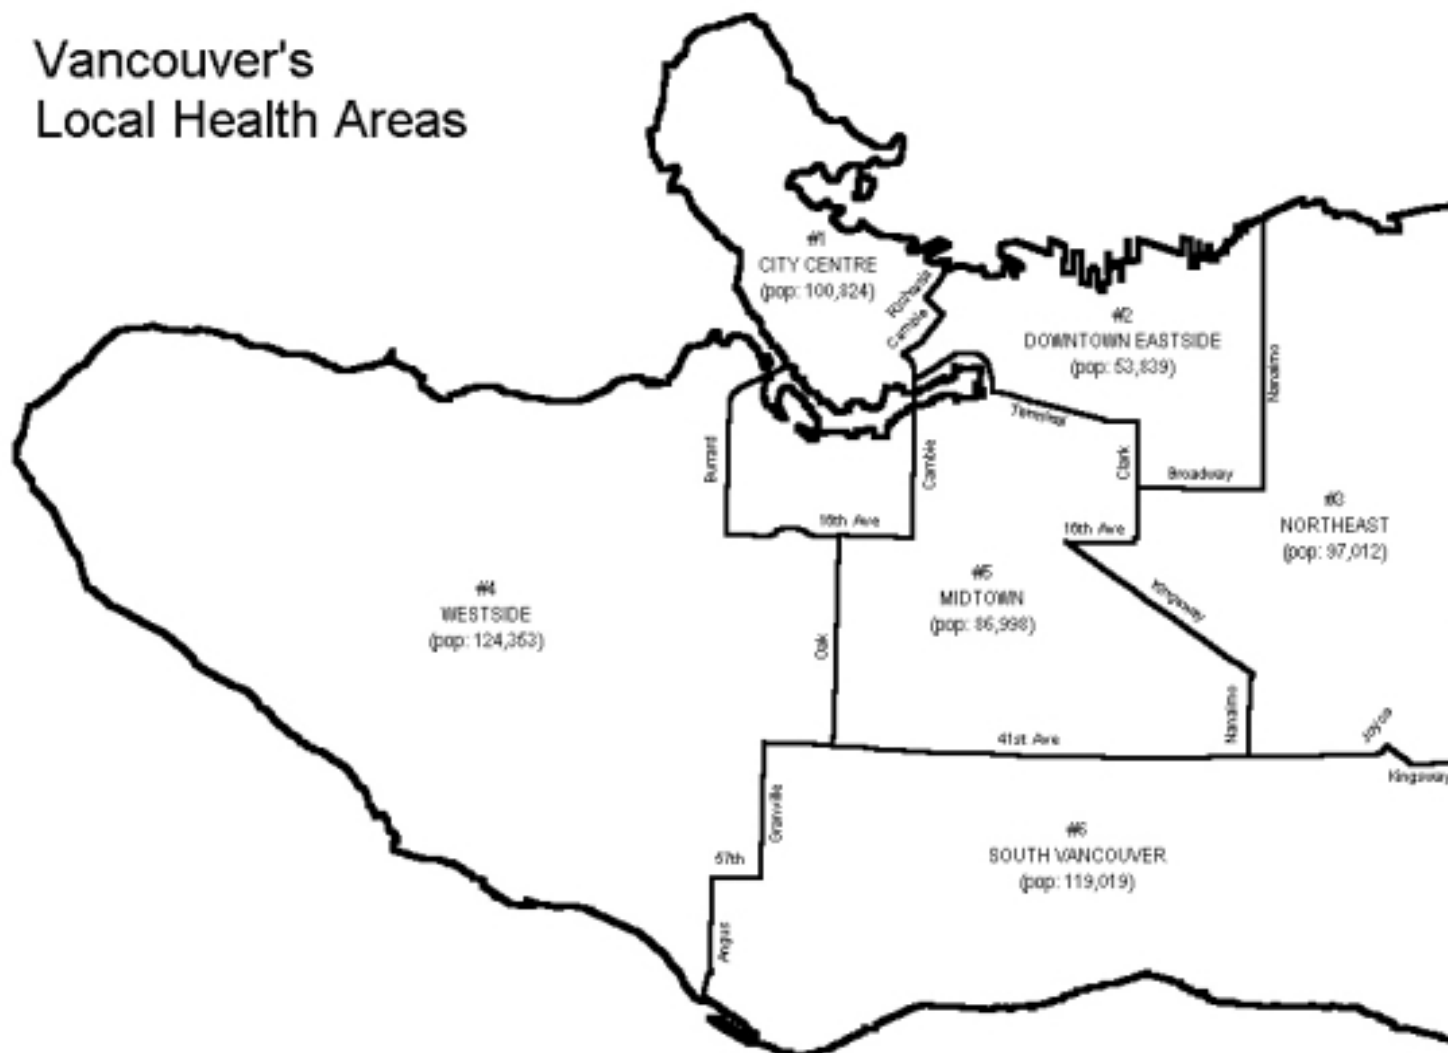 Vancouver's
Local Health Areas
#1
CITY CENTRE
(pop: 100,824)
Richards
Cambie
#2
DOWNTOWN EASTSIDE
(pop: 53,839)
Nanaimo
Terminal
Burrard
Cambie
Clark
Broadway
16th Ave
16th Ave
#3
NORTHEAST
(pop: 97,012)
#4
WESTSIDE
(pop: 124,353)
#5
MIDTOWN
(pop: 86,998)
Kingsway
Oak
Nanaimo
41st Ave
Joyce
Kingsway
Granville
57th
#6
SOUTH VANCOUVER
(pop: 119,019)
Angus